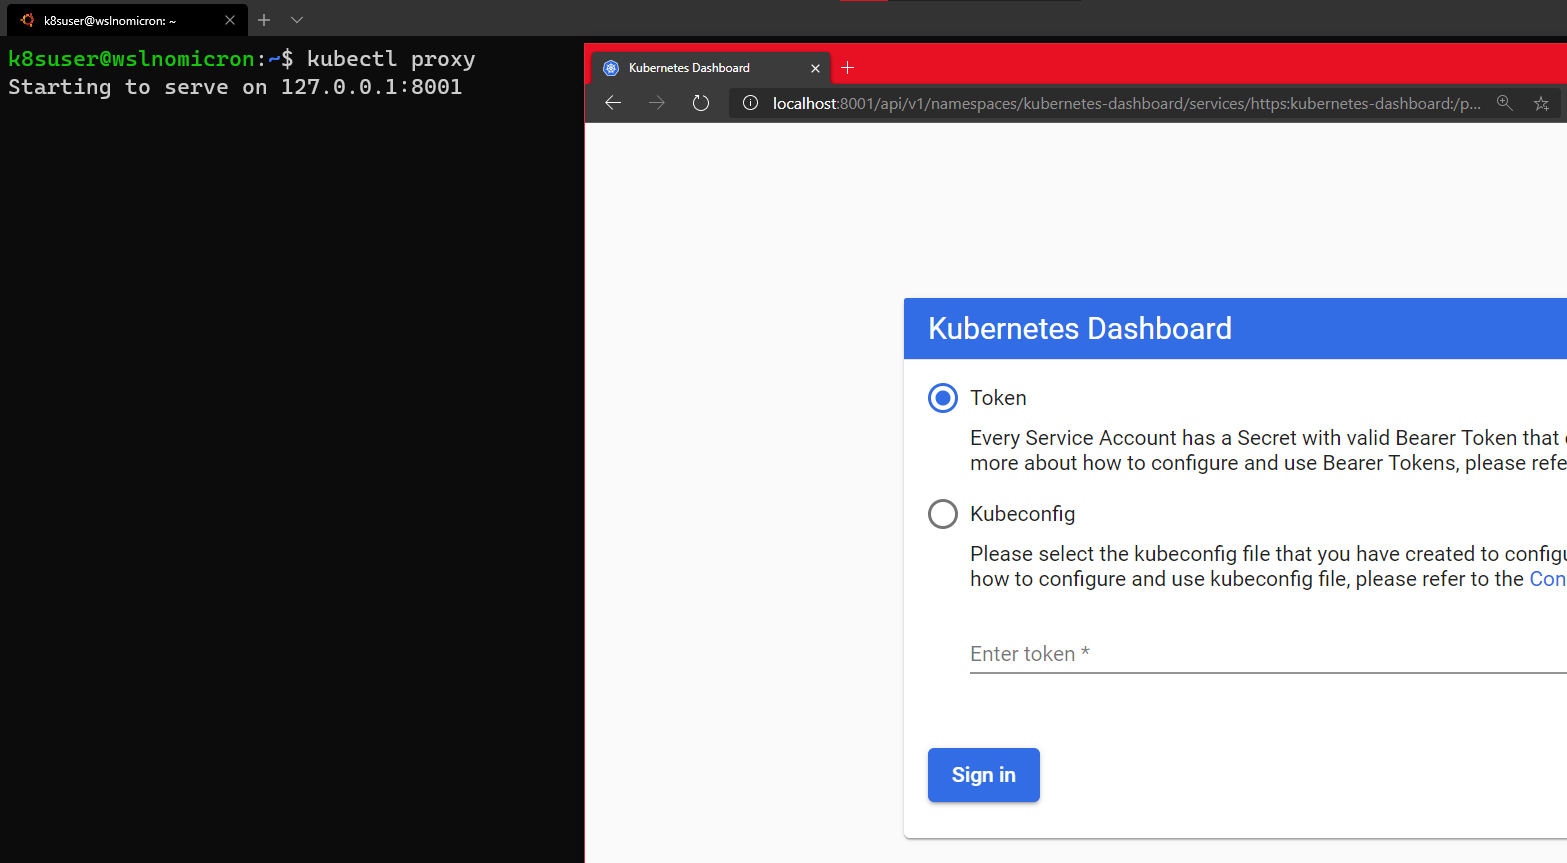 k8suser@wslnomicron: ~
k8suser@wslnomicron:~$ kubectl proxy
Starting to serve on 127.0.0.1:8001
Kubernetes Dashboard
localhost:8001/api/v1/namespaces/kubernetes-dashboard/services/https:kubernetes-dashboard:/p...
Kubernetes Dashboard
Token
Every Service Account has a Secret with valid Bearer Token that
more about how to configure and use Bearer Tokens, please refe
Kubeconfig
Please select the kubeconfig file that you have created to configu
how to configure and use kubeconfig file, please refer to the Con
Enter token *
Sign in